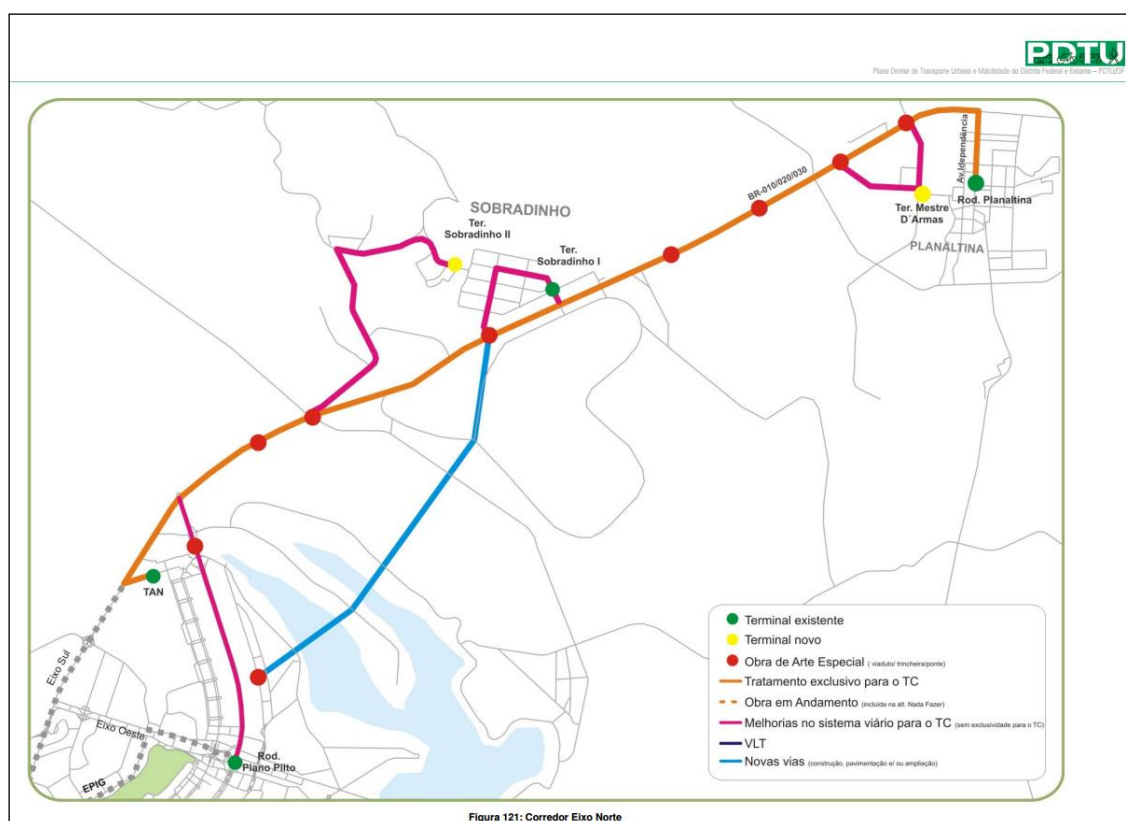 PDTU
Plano Diretor de Transporte Urbano e Mobilidade do Distrito Federal e Entorno – PDTU/DF
BR-010/020/030
Av.Idependência
SOBRADINHO
Ter.
Sobradinho II
Ter.
Sobradinho I
Ter. Mestre
D´Armas
Rod. Planaltina
PLANALTINA
TAN
Eixo Sul
Eixo Oeste
EPIG
Rod.
Plano Pilto
Terminal existente
Terminal novo
Obra de Arte Especial ( viaduto/ trincheira/ponte)
Tratamento exclusivo para o TC
Obra em Andamento (incluída na alt. Nada Fazer)
Melhorias no sistema viário para o TC (sem exclusividade para o TC)
VLT
Novas vias (construção, pavimentação e/ ou ampliação)
Figura 121: Corredor Eixo Norte